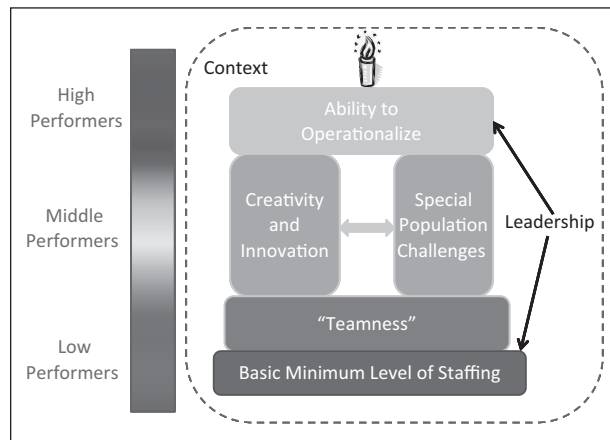 High
Performers
Middle
Performers
Low
Performers
Context
Ability to
Operationalize
Creativity
and
Innovation
Special
Population
Challenges
Leadership
“Teamness”
Basic Minimum Level of Staffing